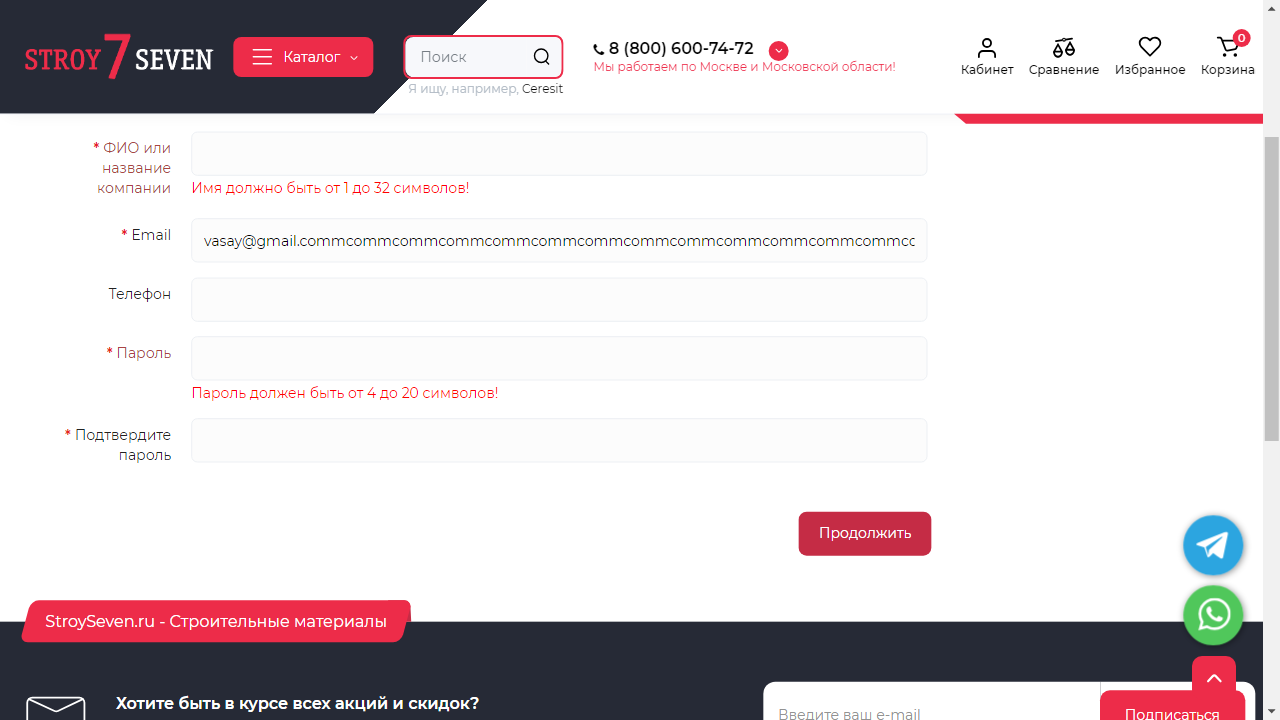 STROY 7 SEVEN
Каталог
Поиск
Я ищу, например, Ceresit
8 (800) 600-74-72
Мы работаем по Москве и Московской области!
Кабинет
Сравнение
Избранное
0
Корзина
* ФИО или
название
компании
Имя должно быть от 1 до 32 символов!
* Email
vasay@gmail.commcommcommcommcommcommcommcommcommcommcommcommcommcc
Телефон
* Пароль
Пароль должен быть от 4 до 20 символов!
* Подтвердите
пароль
Продолжить
StroySeven.ru - Строительные материалы
Хотите быть в курсе всех акций и скидок?
Введите ваш e-mail
Подписаться